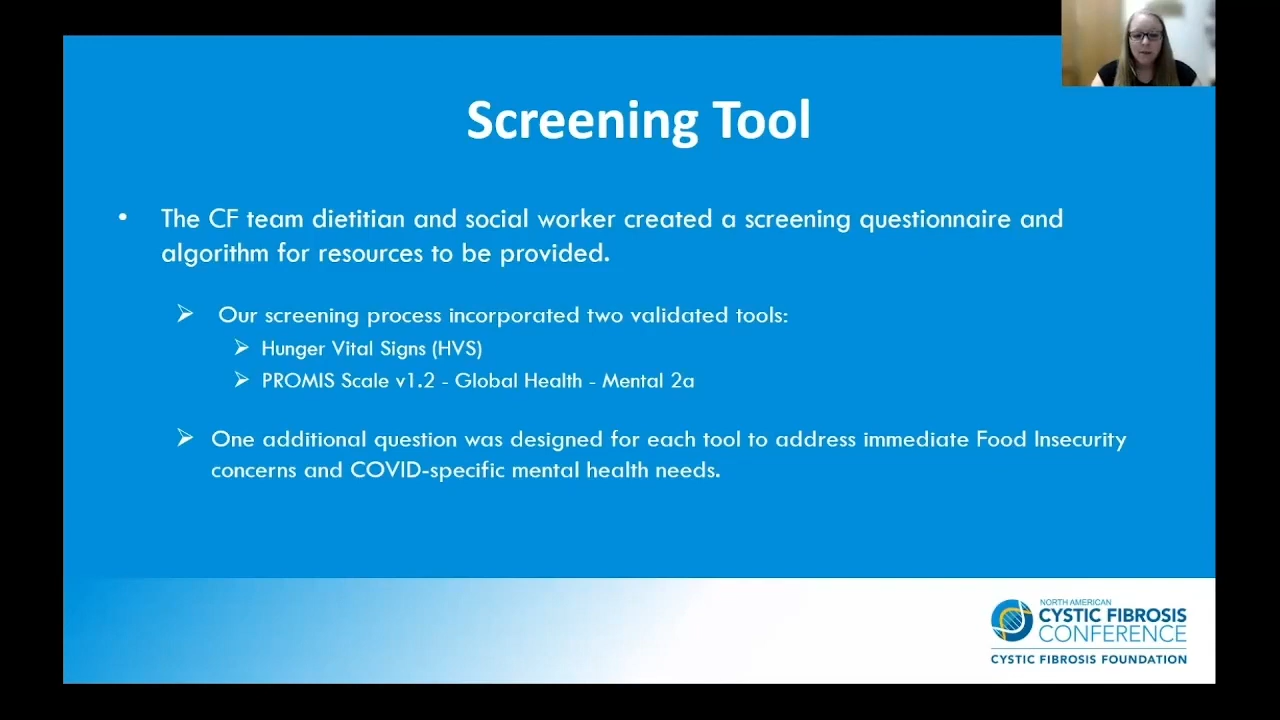 Screening Tool
• The CF team dietitian and social worker created a screening questionnaire and
algorithm for resources to be provided.
➢ Our screening process incorporated two validated tools:
➢ Hunger Vital Signs (HVS)
➢ PROMIS Scale v1.2 - Global Health - Mental 2a
➢ One additional question was designed for each tool to address immediate Food Insecurity
concerns and COVID-specific mental health needs.
NORTH AMERICAN
CYSTIC FIBROSIS
CONFERENCE
CYSTIC FIBROSIS FOUNDATION